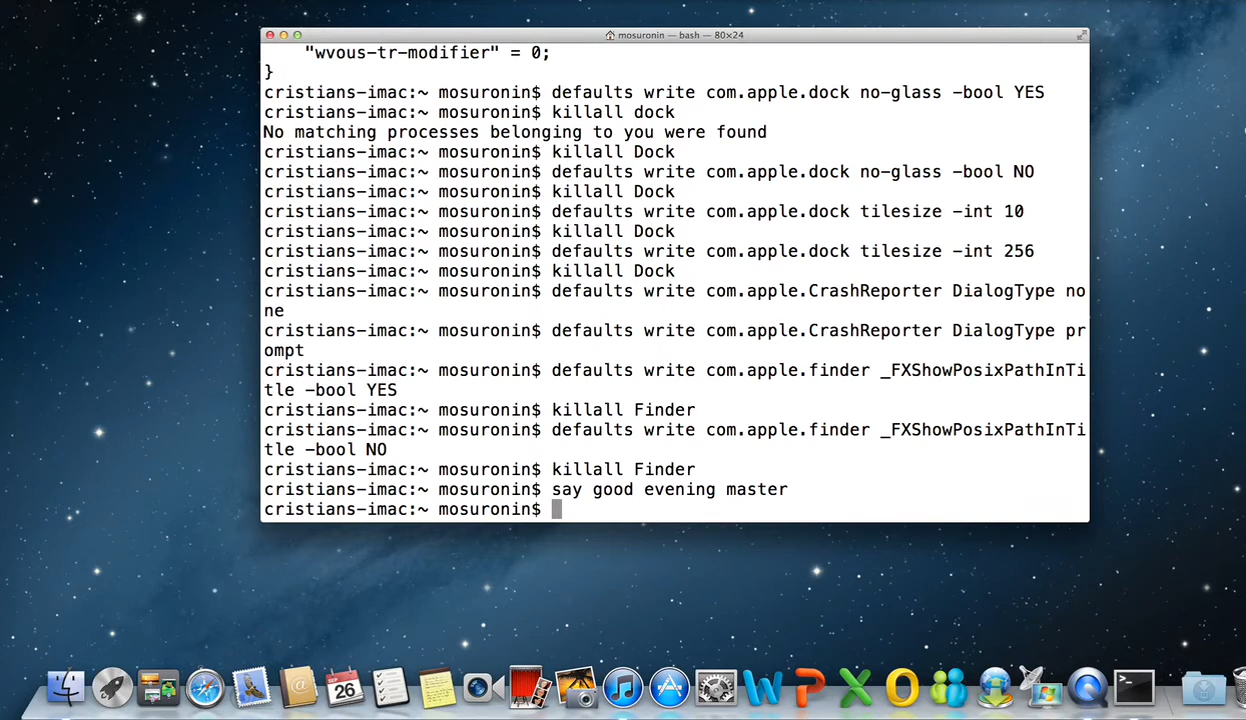 mosuronin — bash — 80×24
"wvous-tr-modifier" = 0;
}
cristians-imac:~ mosuronin$ defaults write com.apple.dock no-glass -bool YES
cristians-imac:~ mosuronin$ killall dock
No matching processes belonging to you were found
cristians-imac:~ mosuronin$ killall Dock
cristians-imac:~ mosuronin$ defaults write com.apple.dock no-glass -bool NO
cristians-imac:~ mosuronin$ killall Dock
cristians-imac:~ mosuronin$ defaults write com.apple.dock tilesize -int 10
cristians-imac:~ mosuronin$ killall Dock
cristians-imac:~ mosuronin$ defaults write com.apple.dock tilesize -int 256
cristians-imac:~ mosuronin$ killall Dock
cristians-imac:~ mosuronin$ defaults write com.apple.CrashReporter DialogType no
ne
cristians-imac:~ mosuronin$ defaults write com.apple.CrashReporter DialogType pr
ompt
cristians-imac:~ mosuronin$ defaults write com.apple.finder _FXShowPosixPathInTi
tle -bool YES
cristians-imac:~ mosuronin$ killall Finder
cristians-imac:~ mosuronin$ defaults write com.apple.finder _FXShowPosixPathInTi
tle -bool NO
cristians-imac:~ mosuronin$ killall Finder
cristians-imac:~ mosuronin$ say good evening master
cristians-imac:~ mosuronin$
SEP
26